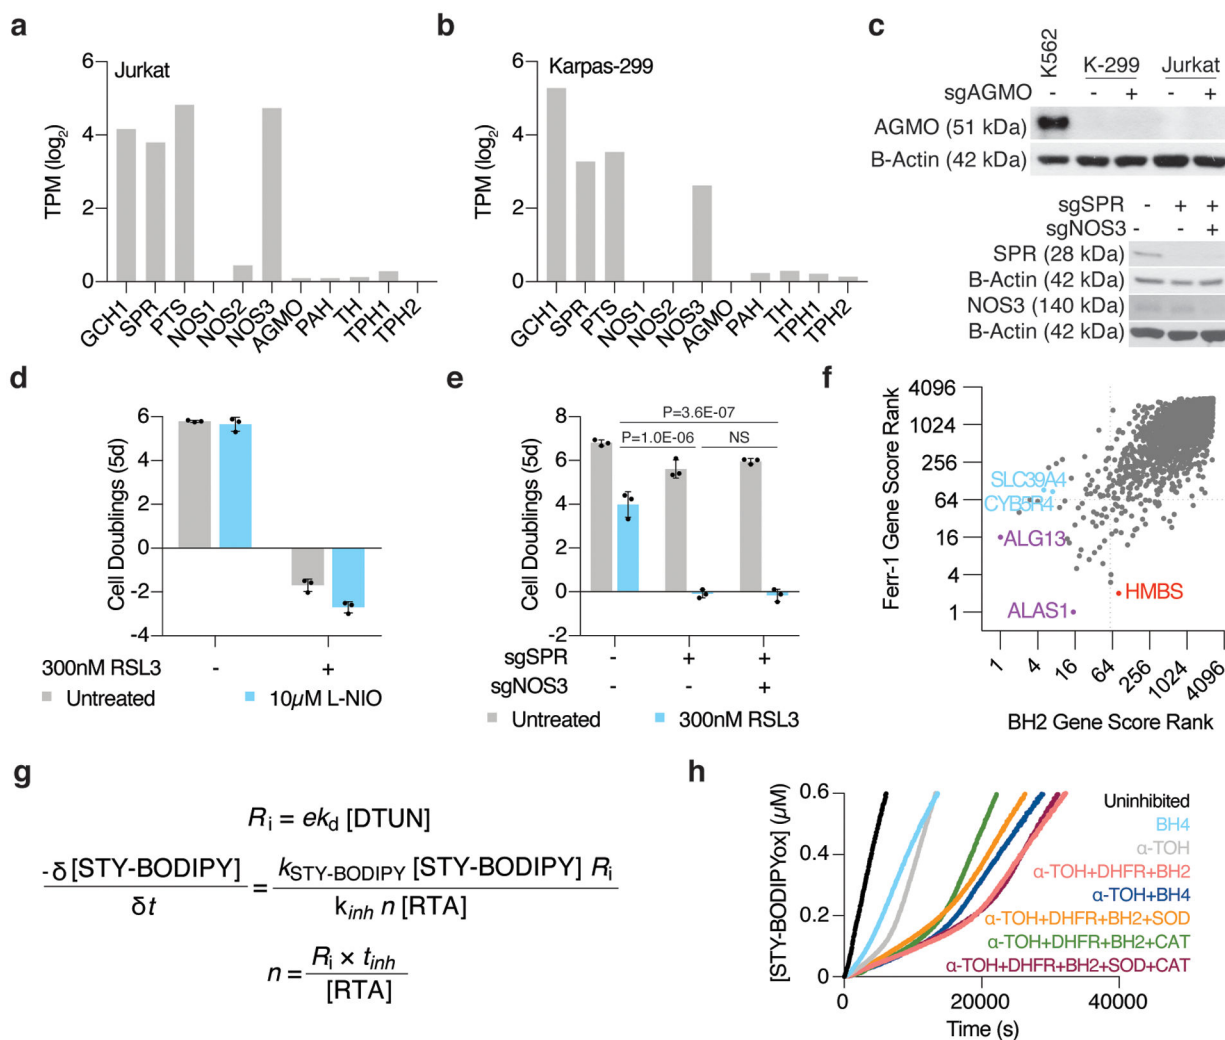 a
Jurkat
TPM (log2)
6
4
2
0
GCH1
SPR
PTS
NOS1
NOS2
NOS3
AGMO
PAH
TH
TPH1
TPH2
b
Karpas-299
TPM (log2)
6
4
2
0
GCH1
SPR
PTS
NOS1
NOS2
NOS3
AGMO
PAH
TH
TPH1
TPH2
c
K562
K-299
Jurkat
sgAGMO - - + - +
AGMO (51 kDa)
B-Actin (42 kDa)
sgSPR - + +
sgNOS3 - - +
SPR (28 kDa)
B-Actin (42 kDa)
NOS3 (140 kDa)
B-Actin (42 kDa)
d
Cell Doublings (5d)
6
4
2
0
-2
-4
300nM RSL3 - +
Untreated 10µM L-NIO
e
Cell Doublings (5d)
8
6
4
2
0
-2
P=3.6E-07
P=1.0E-06 NS
sgSPR - + +
sgNOS3 - - +
Untreated 300nM RSL3
f
Ferr-1 Gene Score Rank
4096
1024
256
64
16
4
1
SLC39A4
CYB5R4
ALG13
HMBS
ALAS1
1
4
16
64
256
1024
4096
BH2 Gene Score Rank
g
Ri = ekd [DTUN]
-δ [STY-BODIPY] / δt = kSTY-BODIPY [STY-BODIPY] Ri / kinh n [RTA]
n = Ri × tinh / [RTA]
h
[STY-BODIPYox] (µM)
0.6
0.4
0.2
0
Uninhibited
BH4
α-TOH
α-TOH+DHFR+BH2
α-TOH+BH4
α-TOH+DHFR+BH2+SOD
α-TOH+DHFR+BH2+CAT
α-TOH+DHFR+BH2+SOD+CAT
0 20000 40000
Time (s)